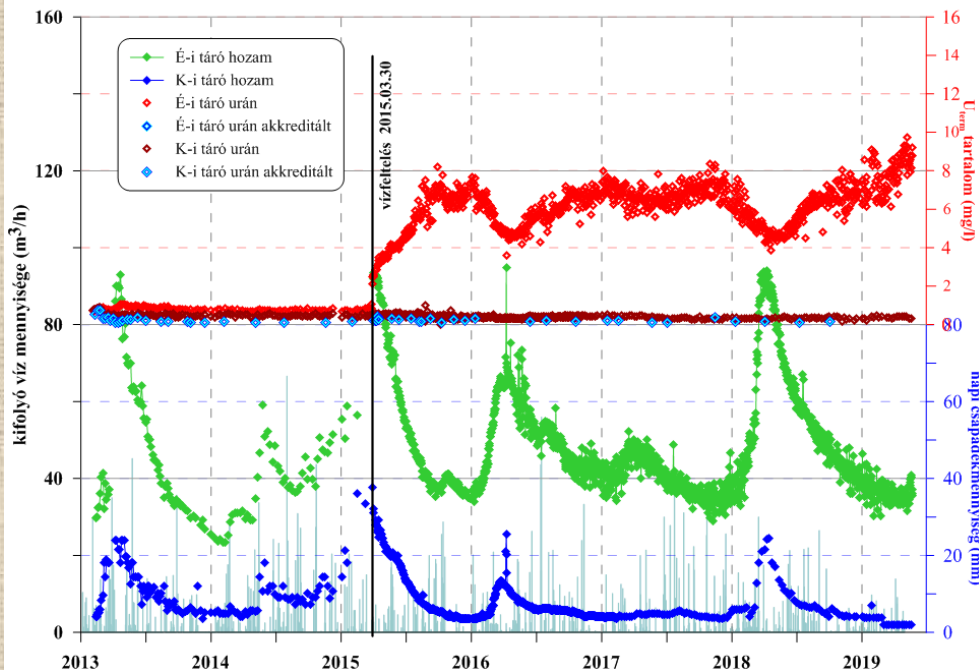 160
120
80
40
0
kifolyó víz mennyisége (m³/h)
É-i táró hozam
K-i táró hozam
É-i táró urán
É-i táró urán akkreditált
K-i táró urán
K-i táró urán akkreditált
vízfeltelés 2015.03.30
16
14
12
10
8
6
4
2
0
U_term tartalom (mg/l)
80
60
40
20
0
napi csapadékmennyiség (mm)
2013
2014
2015
2016
2017
2018
2019